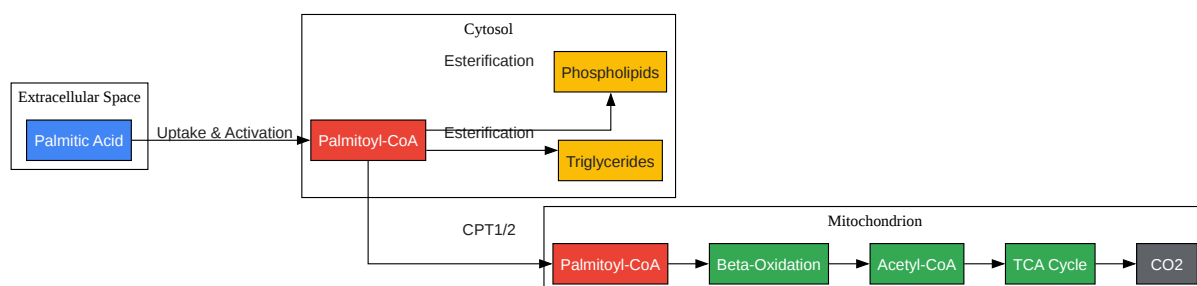 Cytosol
Esterification
Phospholipids
Extracellular Space
Palmitic Acid
Uptake & Activation
Palmitoyl-CoA
Esterification
Triglycerides
Mitochondrion
CPT1/2
Palmitoyl-CoA
Beta-Oxidation
Acetyl-CoA
TCA Cycle
CO2